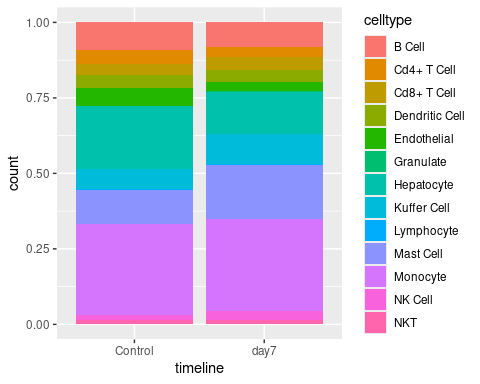 1.00
0.75
0.50
0.25
0.00
count
Control
day7
timeline
celltype
B Cell
Cd4+ T Cell
Cd8+ T Cell
Dendritic Cell
Endothelial
Granulate
Hepatocyte
Kuffer Cell
Lymphocyte
Mast Cell
Monocyte
NK Cell
NKT